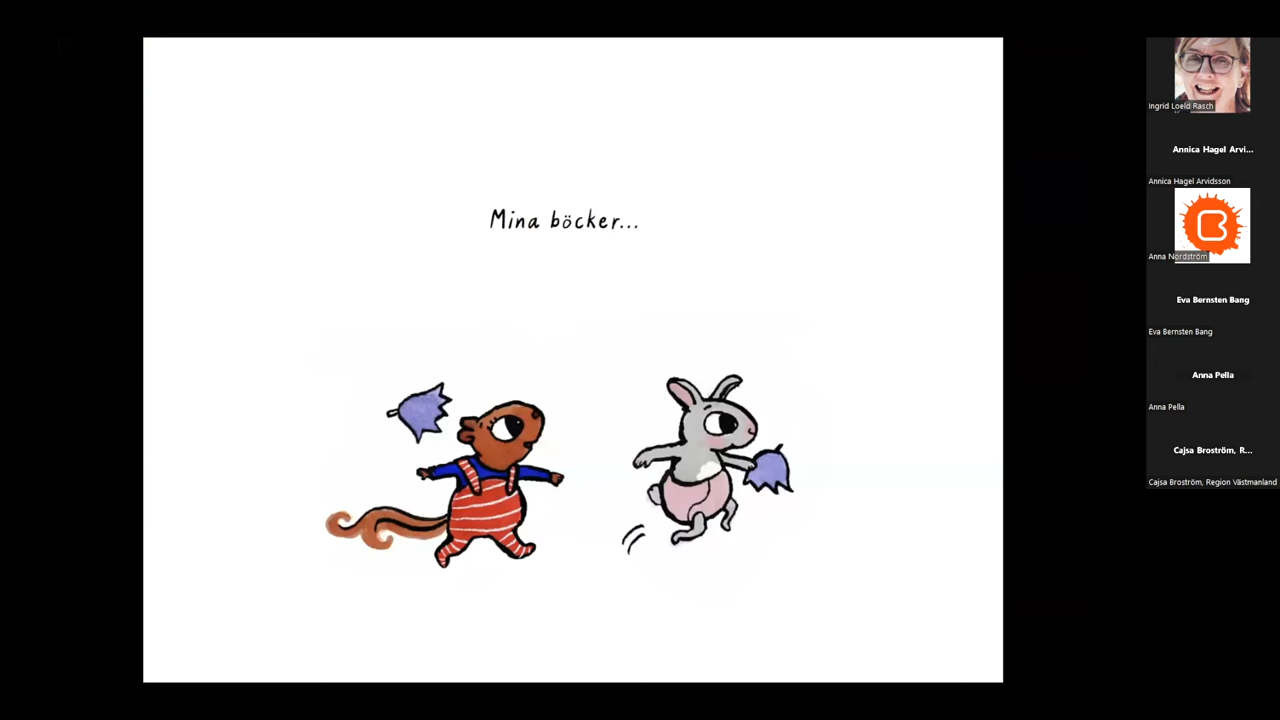 Mina böcker...
Ingrid Loeld Rasch
Annica Hagel Arvi...
Annica Hagel Arvidsson
Anna Nordström
Eva Bernsten Bang
Eva Bernsten Bang
Anna Pella
Anna Pella
Cajsa Broström, R...
Cajsa Broström, Region Västmanland